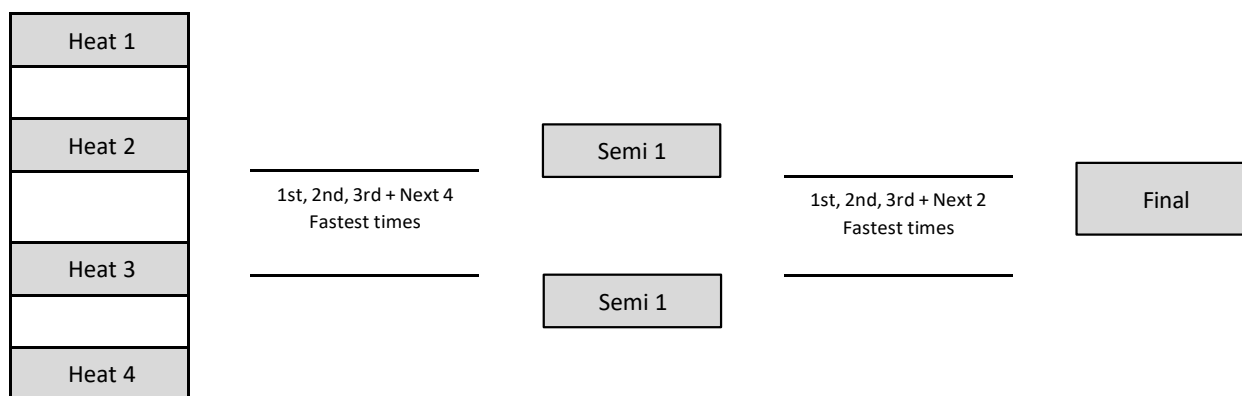 Heat 1
Heat 2
Heat 3
Heat 4
1st, 2nd, 3rd + Next 4
Fastest times
Semi 1
Semi 1
1st, 2nd, 3rd + Next 2
Fastest times
Final